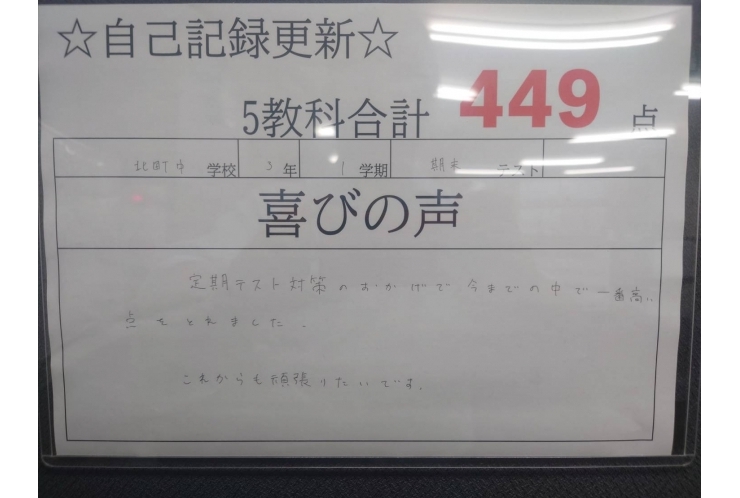 ☆自己記録更新☆
5教科合計 449 点
北町中 学校 3年 1学期 期末 テスト
喜びの声
定期テスト対策のおかげで、今までの中で一番高い
点をとれました。
これからも頑張りたいです。